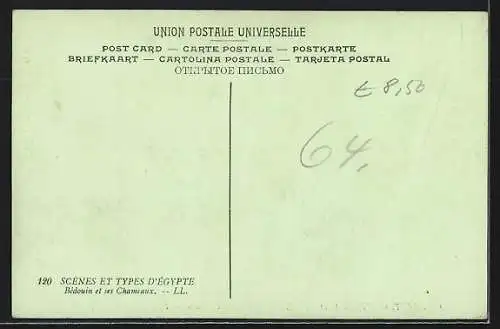 UNION POSTALE UNIVERSELLE
POST CARD — CARTE POSTALE — POSTKARTE
BRIEFKAART — CARTOLINA POSTALE — TARJETA POSTAL
ОТКРЫТОЕ ПИСЬМО
€ 8,50
64,
120 SCÈNES ET TYPES D'ÉGYPTE
Bédouin et ses Chameaux. — LL.